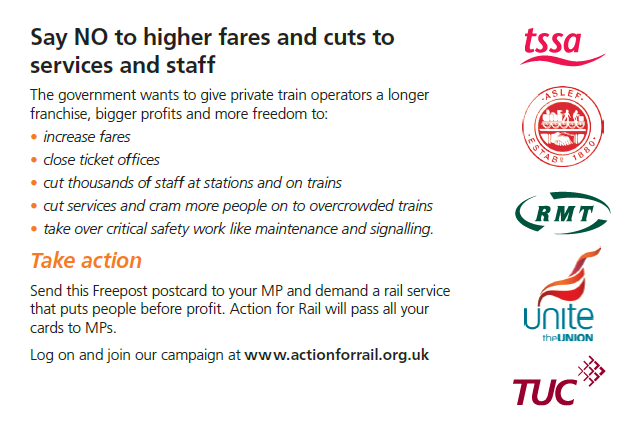 Say NO to higher fares and cuts to
services and staff
The government wants to give private train operators a longer
franchise, bigger profits and more freedom to:
• increase fares
• close ticket offices
• cut thousands of staff at stations and on trains
• cut services and cram more people on to overcrowded trains
• take over critical safety work like maintenance and signalling.
Take action
Send this Freepost postcard to your MP and demand a rail service
that puts people before profit. Action for Rail will pass all your
cards to MPs.
Log on and join our campaign at www.actionforrail.org.uk
tssa
·ASLEF·
·ESTABD 1880·
RMT
unite
theUNION
TUC